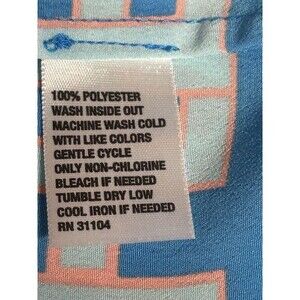 100% POLYESTER
WASH INSIDE OUT
MACHINE WASH COLD
WITH LIKE COLORS
GENTLE CYCLE
ONLY NON-CHLORINE
BLEACH IF NEEDED
TUMBLE DRY LOW
COOL IRON IF NEEDED
RN 31104